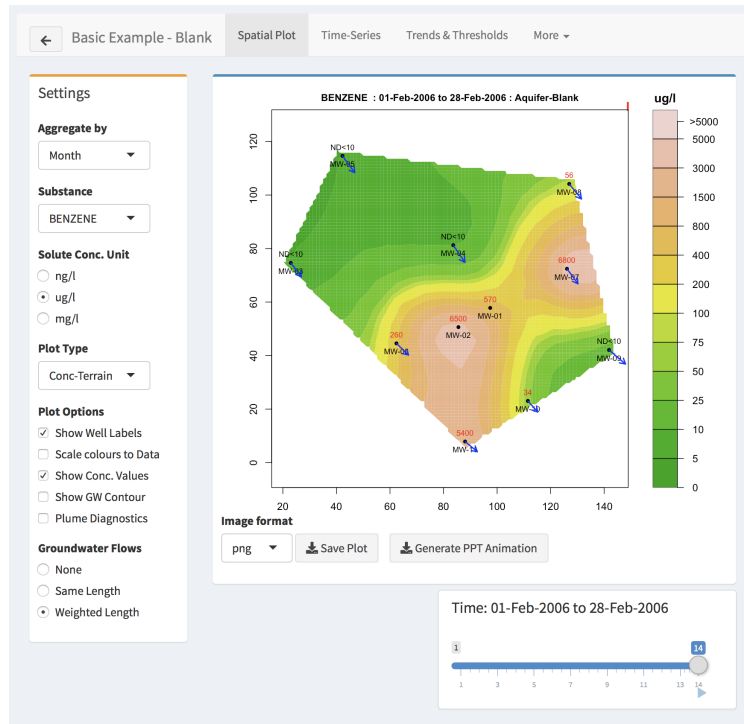 Basic Example - Blank
Spatial Plot
Time-Series
Trends & Thresholds
More
Settings
Aggregate by
Month
Substance
BENZENE
Solute Conc. Unit
ng/l
ug/l
mg/l
Plot Type
Conc-Terrain
Plot Options
Show Well Labels
Scale colours to Data
Show Conc. Values
Show GW Contour
Plume Diagnostics
Groundwater Flows
None
Same Length
Weighted Length
BENZENE : 01-Feb-2006 to 28-Feb-2006 : Aquifer-Blank
ug/l
120
100
80
60
40
20
0
20
40
60
80
100
120
140
ND<10
MW-05
56
MW-08
ND<10
MW-04
ND<10
MW-03
6800
MW-07
570
MW-01
6500
MW-02
260
ND<10
MW-09
34
5400
>5000
5000
3000
1500
800
400
200
100
75
50
25
10
5
0
Image format
png
Save Plot
Generate PPT Animation
Time: 01-Feb-2006 to 28-Feb-2006
1
14
1
3
5
7
9
11
13
14